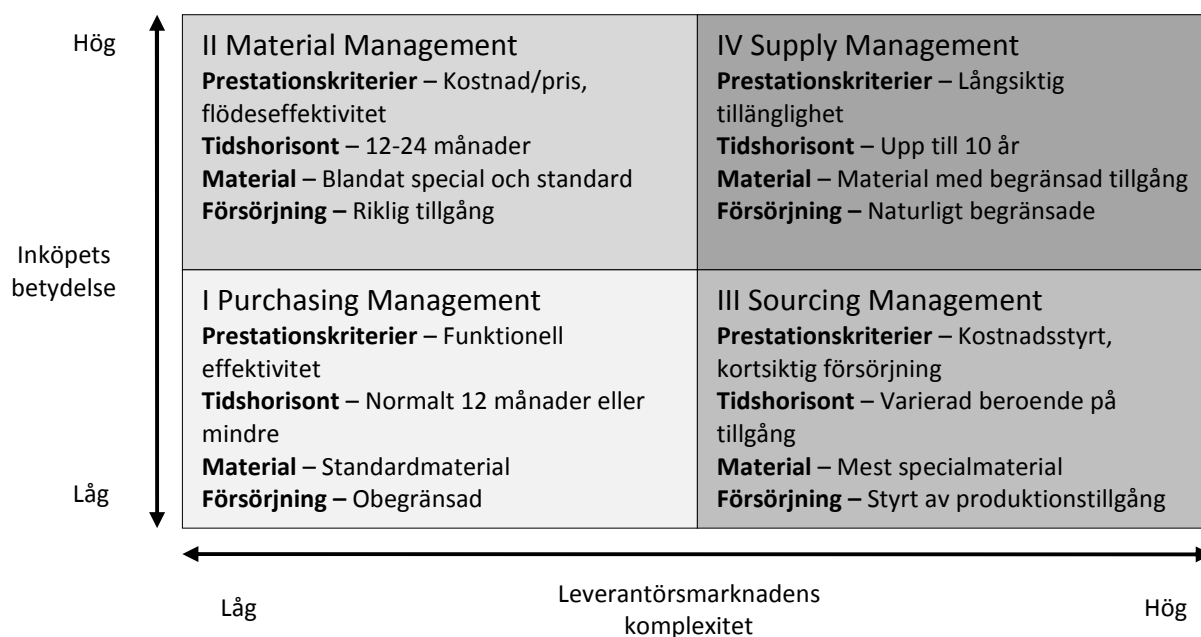 Hög
II Material Management
Prestationskriterier – Kostnad/pris,
flödeseffektivitet
Tidshorisont – 12-24 månader
Material – Blandat special och standard
Försörjning – Riklig tillgång
IV Supply Management
Prestationskriterier – Långsiktig
tillänglighet
Tidshorisont – Upp till 10 år
Material – Material med begränsad tillgång
Försörjning – Naturligt begränsade
Inköpets
betydelse
I Purchasing Management
Prestationskriterier – Funktionell
effektivitet
Tidshorisont – Normalt 12 månader eller
mindre
Material – Standardmaterial
Försörjning – Obegränsad
III Sourcing Management
Prestationskriterier – Kostnadsstyrt,
kortsiktig försörjning
Tidshorisont – Varierad beroende på
tillgång
Material – Mest specialmaterial
Försörjning – Styrt av produktionstillgång
Låg
Låg
Leverantörsmarknadens
komplexitet
Hög